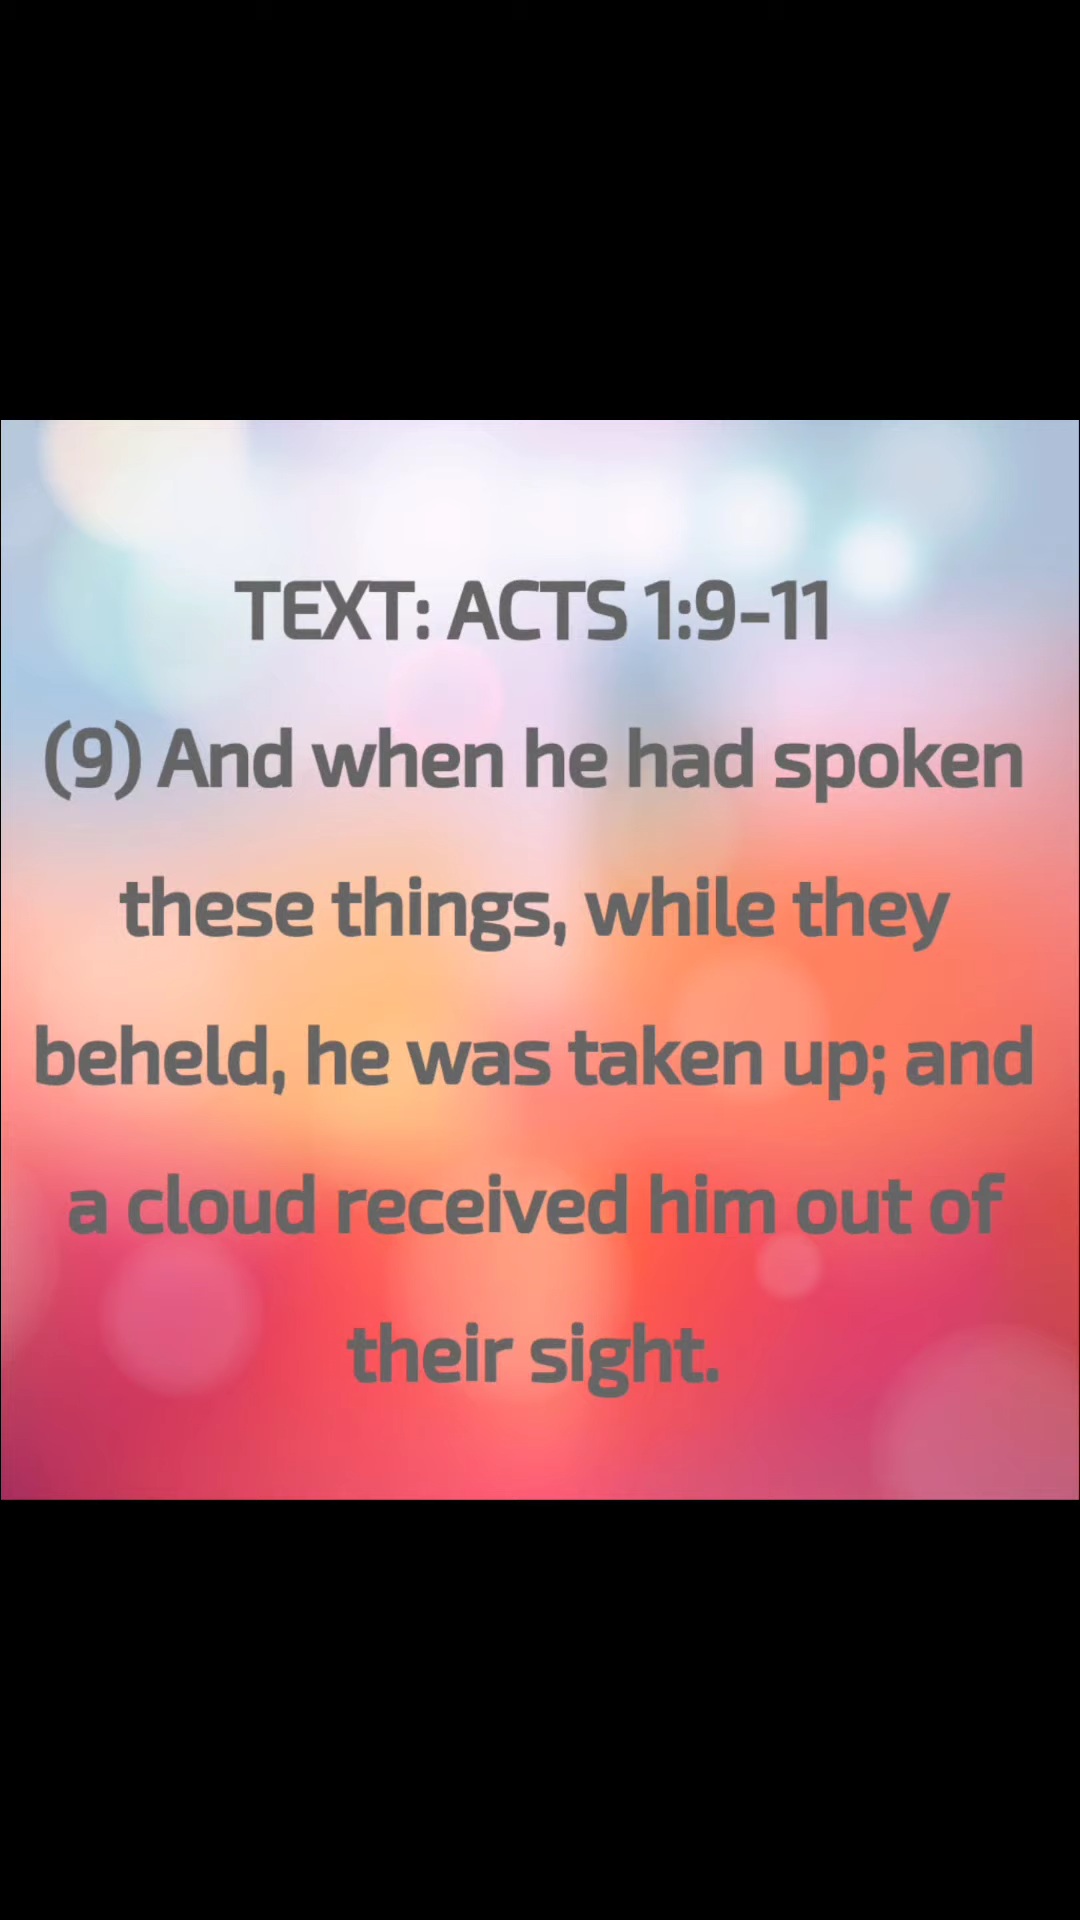 TEXT: ACTS 1:9-11
(9) And when he had spoken
these things, while they
beheld, he was taken up; and
a cloud received him out of
their sight.